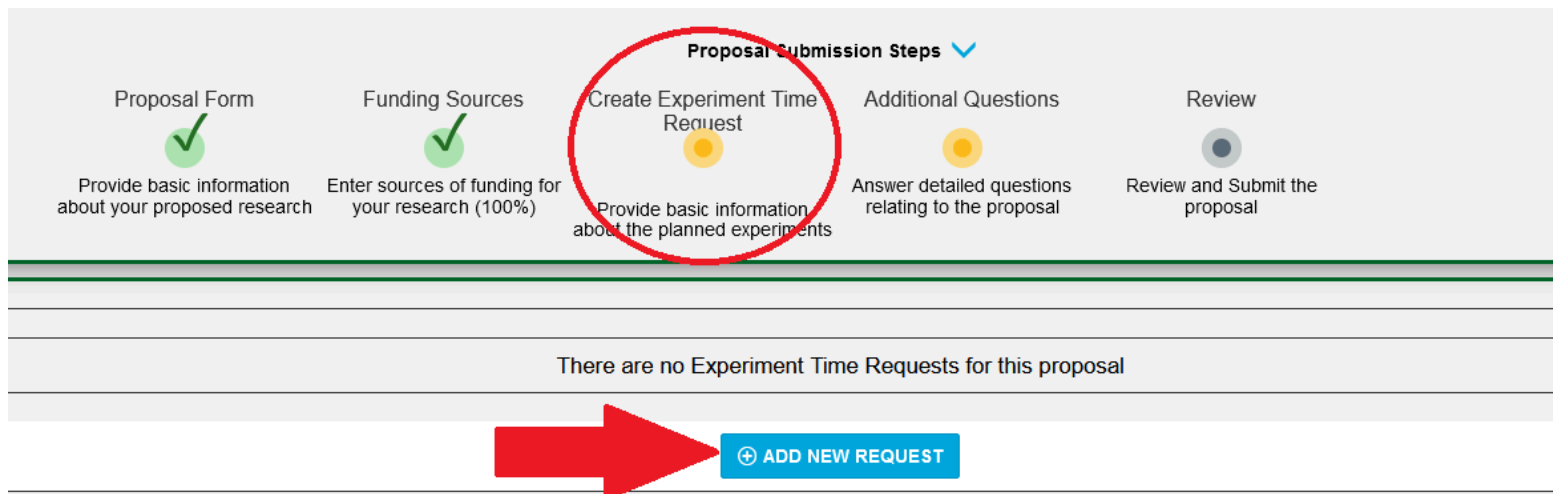 Proposal Submission Steps
Proposal Form
Funding Sources
Create Experiment Time
Request
Additional Questions
Review
Provide basic information
about your proposed research
Enter sources of funding for
your research (100%)
Provide basic information
about the planned experiments
Answer detailed questions
relating to the proposal
Review and Submit the
proposal
There are no Experiment Time Requests for this proposal
ADD NEW REQUEST